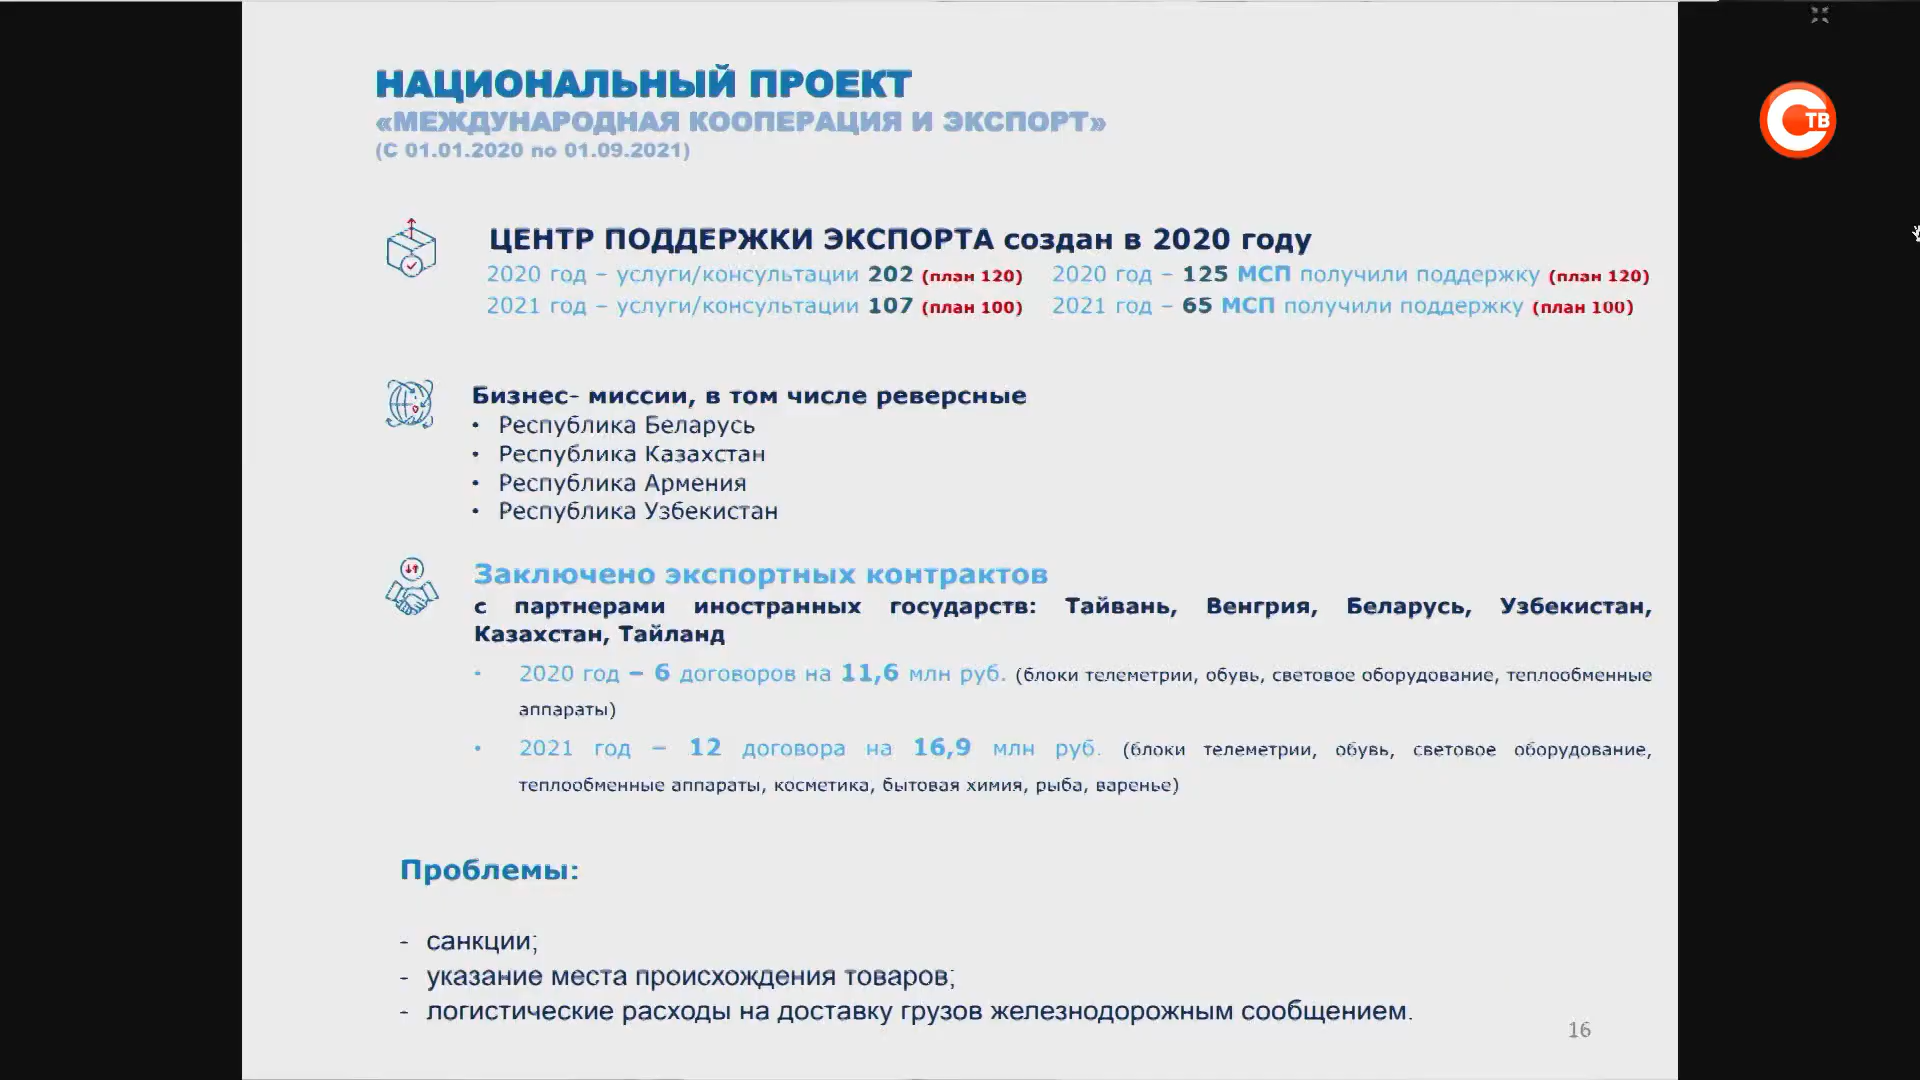 НАЦИОНАЛЬНЫЙ ПРОЕКТ
«МЕЖДУНАРОДНАЯ КООПЕРАЦИЯ И ЭКСПОРТ»
(С 01.01.2020 по 01.09.2021)
ТВ
ЦЕНТР ПОДДЕРЖКИ ЭКСПОРТА создан в 2020 году
2020 год – услуги/консультации 202 (план 120) 2020 год – 125 МСП получили поддержку (план 120)
2021 год – услуги/консультации 107 (план 100) 2021 год – 65 МСП получили поддержку (план 100)
Бизнес- миссии, в том числе реверсные
• Республика Беларусь
• Республика Казахстан
• Республика Армения
• Республика Узбекистан
Заключено экспортных контрактов
с партнерами иностранных государств: Тайвань, Венгрия, Беларусь, Узбекистан,
Казахстан, Тайланд
• 2020 год – 6 договоров на 11,6 млн руб. (блоки телеметрии, обувь, световое оборудование, теплообменные
аппараты)
• 2021 год – 12 договора на 16,9 млн руб. (блоки телеметрии, обувь, световое оборудование,
теплообменные аппараты, косметика, бытовая химия, рыба, варенье)
Проблемы:
- санкции;
- указание места происхождения товаров;
- логистические расходы на доставку грузов железнодорожным сообщением.
16